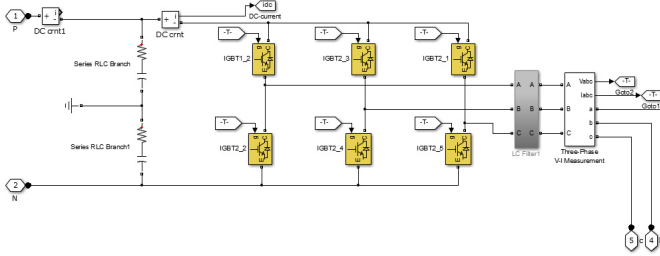 1
P
+ i
-
DC crnt1
+ i
-
DC crnt
idc
DC-current
-T-
IGBT1_2
g C
E
-T-
IGBT2_3
g C
E
-T-
IGBT2_1
g C
E
Series RLC Branch
Series RLC Branch1
-T-
IGBT2_2
g C
E
-T-
IGBT2_4
g C
E
-T-
IGBT2_5
g C
E
A A
B B
C C
LC Filter1
Vabc
Iabc
A
a
B
b
C
c
Three-Phase
V-I Measurement
-T-
Goto2
-T-
Goto1
2
N
5
c
4